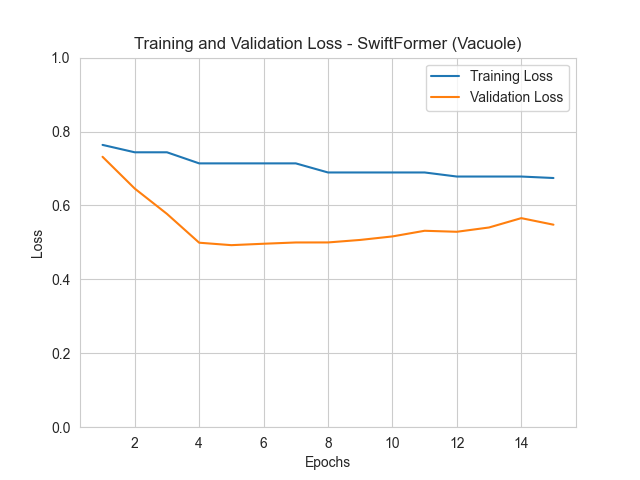 Training and Validation Loss - SwiftFormer (Vacuole)
Training Loss
Validation Loss
Loss
1.0
0.8
0.6
0.4
0.2
0.0
2 4 6 8 10 12 14
Epochs